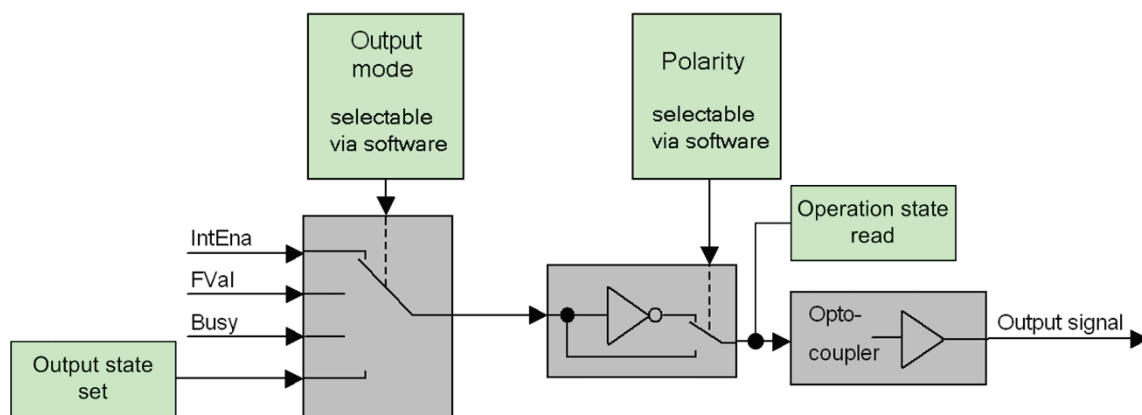 Output
mode
selectable
via software
Polarity
selectable
via software
Operation state
read
IntEna
FVal
Busy
Output state
set
Opto-
coupler
Output signal